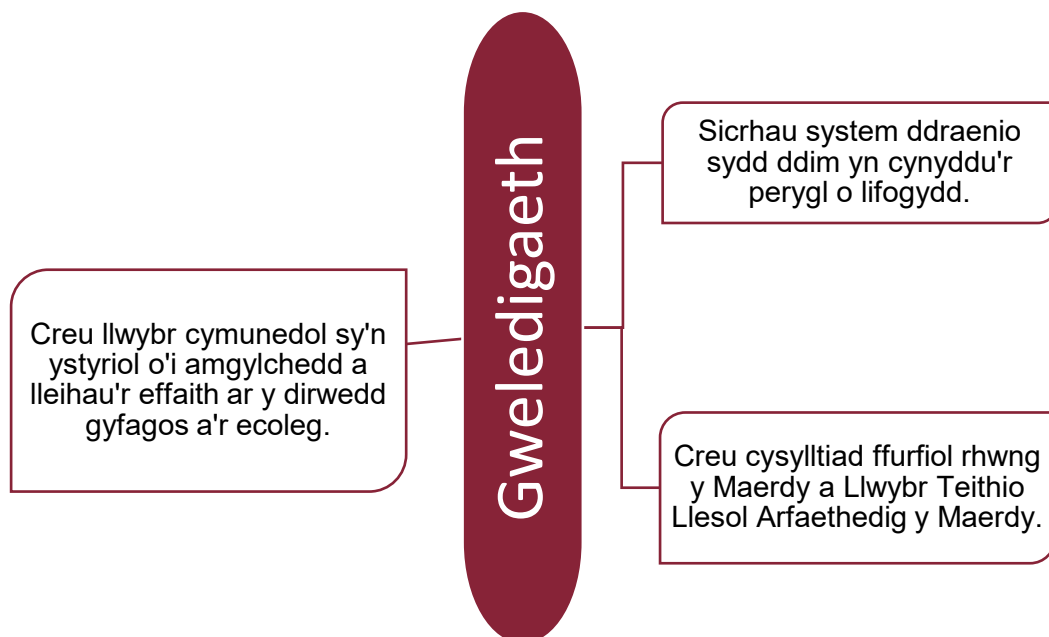 Gweledigaeth
Creu llwybr cymunedol sy'n
ystyriol o'i amgylchedd a
lleihau'r effaith ar y dirwedd
gyfagos a'r ecoleg.
Sicrhau system ddraenio
sydd ddim yn cynyddu'r
perygl o lifogydd.
Creu cysylltiad ffurfiol rhwng
y Maerdy a Llwybr Teithio
Llesol Arfaethedig y Maerdy.